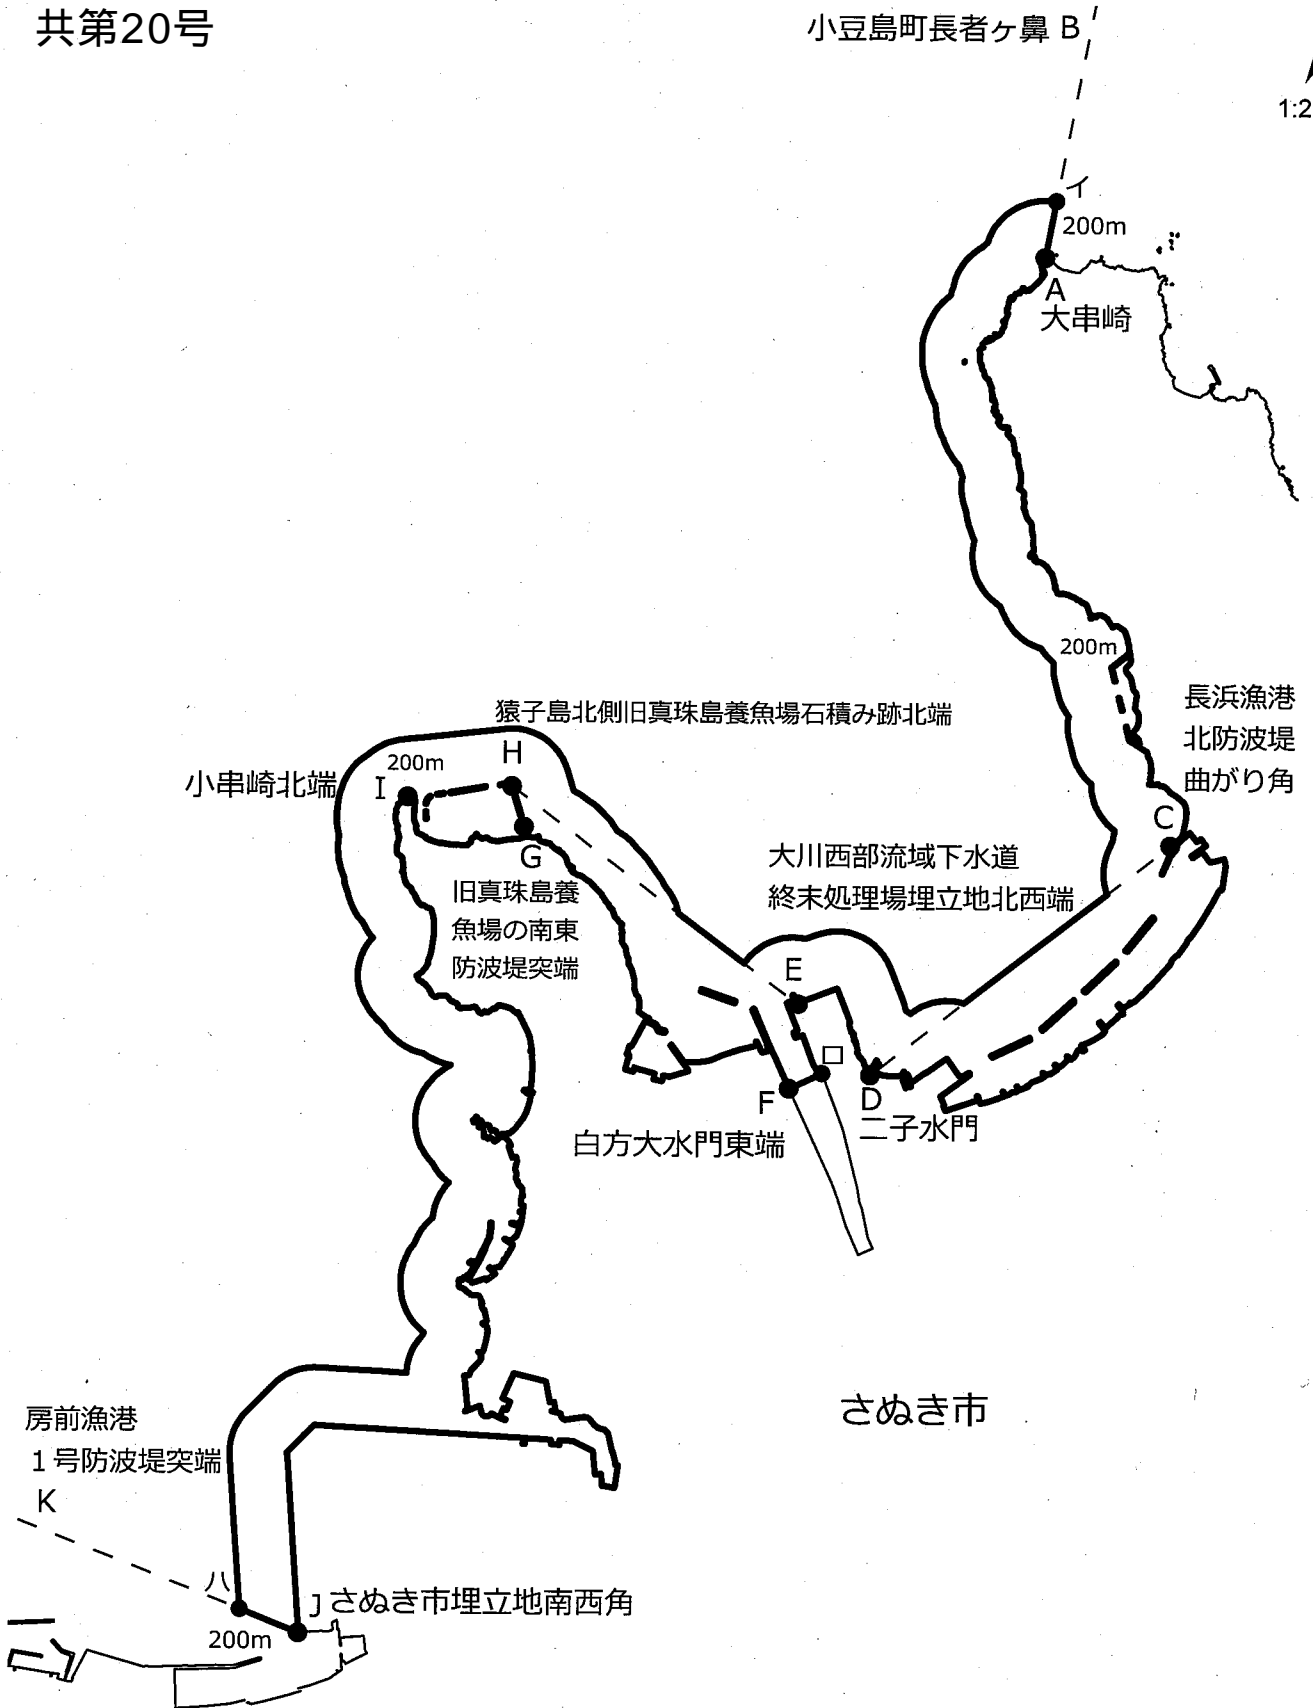 共第20号
小豆島町長者ヶ鼻 B
1:2
イ
200m
A
大串崎
200m
長浜漁港
北防波堤
曲がり角
C
猿子島北側旧真珠島養魚場石積み跡北端
H
200m
小串崎北端 I
G
旧真珠島養
魚場の南東
防波堤突端
大川西部流域下水道
終末処理場埋立地北西端
E
ロ
F
D
二子水門
白方大水門東端
さぬき市
房前漁港
1号防波堤突端
K
ハ
J さぬき市埋立地南西角
200m